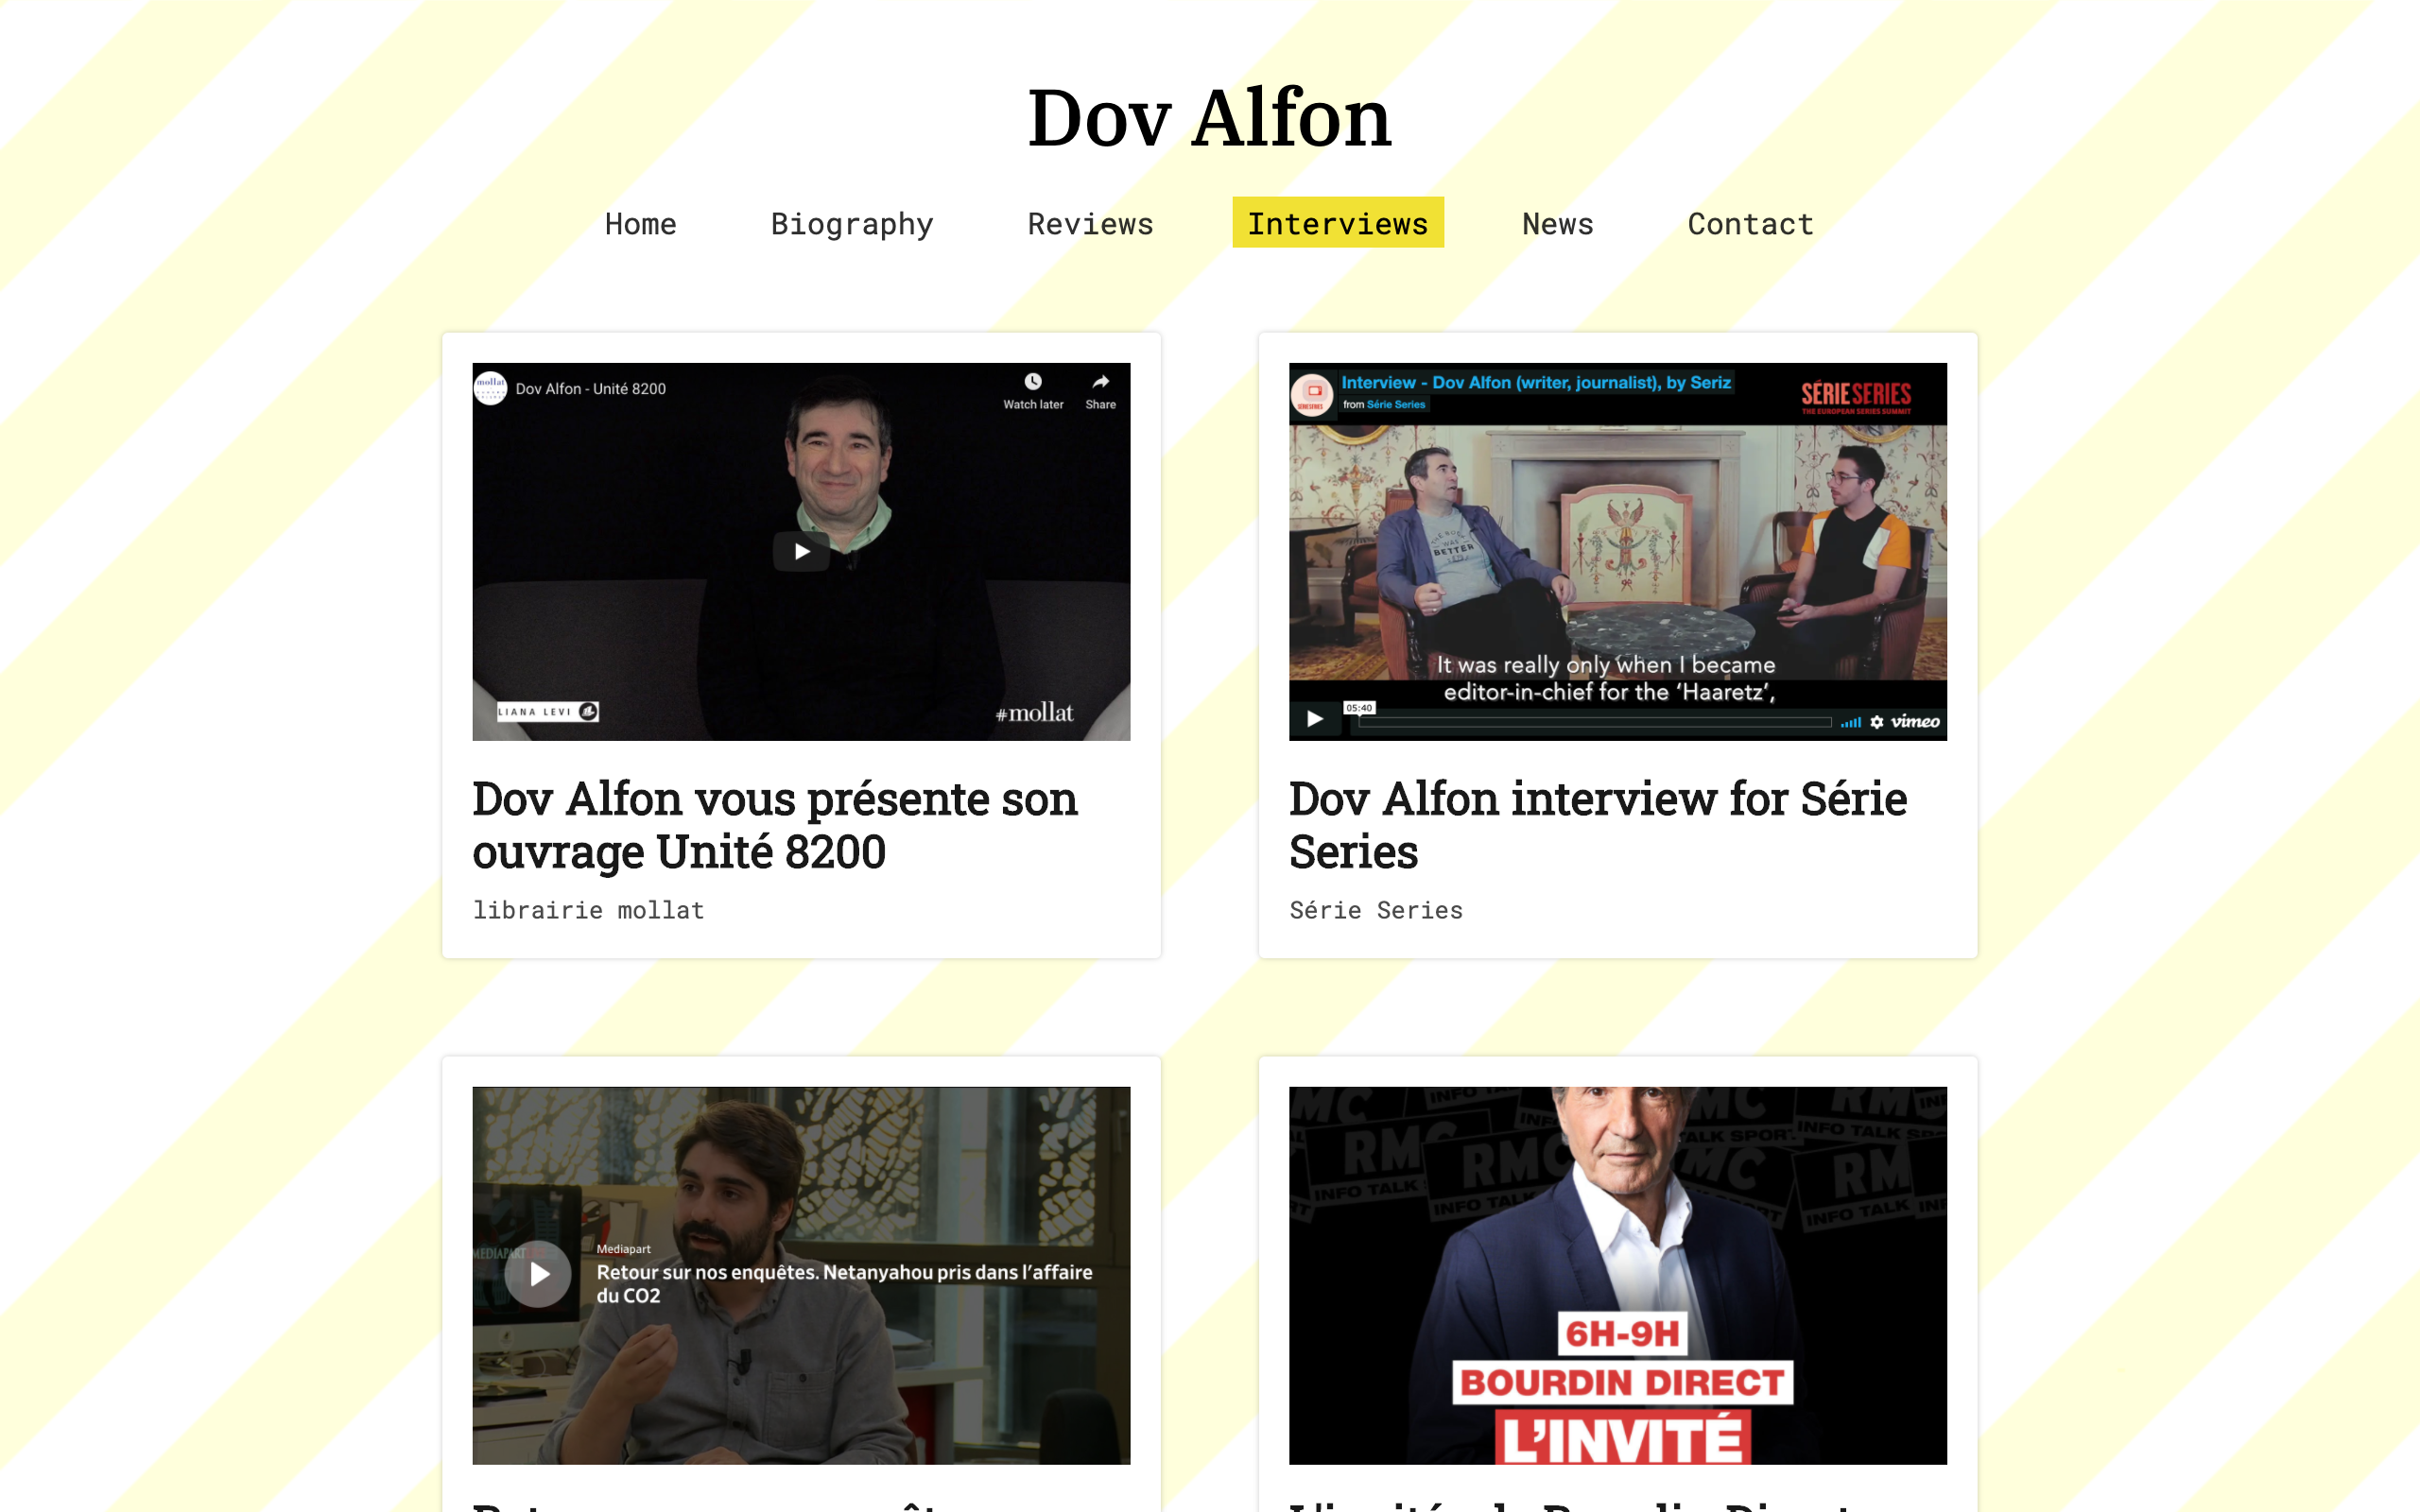 Dov Alfon
Home Biography Reviews Interviews News Contact
mollat
Dov Alfon - Unité 8200
Watch later
Share
LIANA LEVI
#mollat
Dov Alfon vous présente son
ouvrage Unité 8200
librairie mollat
Interview - Dov Alfon (writer, journalist), by Seriz
from Série Series
SÉRIE SERIES
THE EUROPEAN SERIES SUMMIT
BETTER
It was really only when I became
editor-in-chief for the ‘Haaretz’,
05:40
vimeo
Dov Alfon interview for Série
Series
Série Series
MEDIAPART
Mediapart
Retour sur nos enquêtes. Netanyahou pris dans l’affaire
du CO2
RMC
INFO TALK SPORT
6H-9H
BOURDIN DIRECT
L’INVITÉ